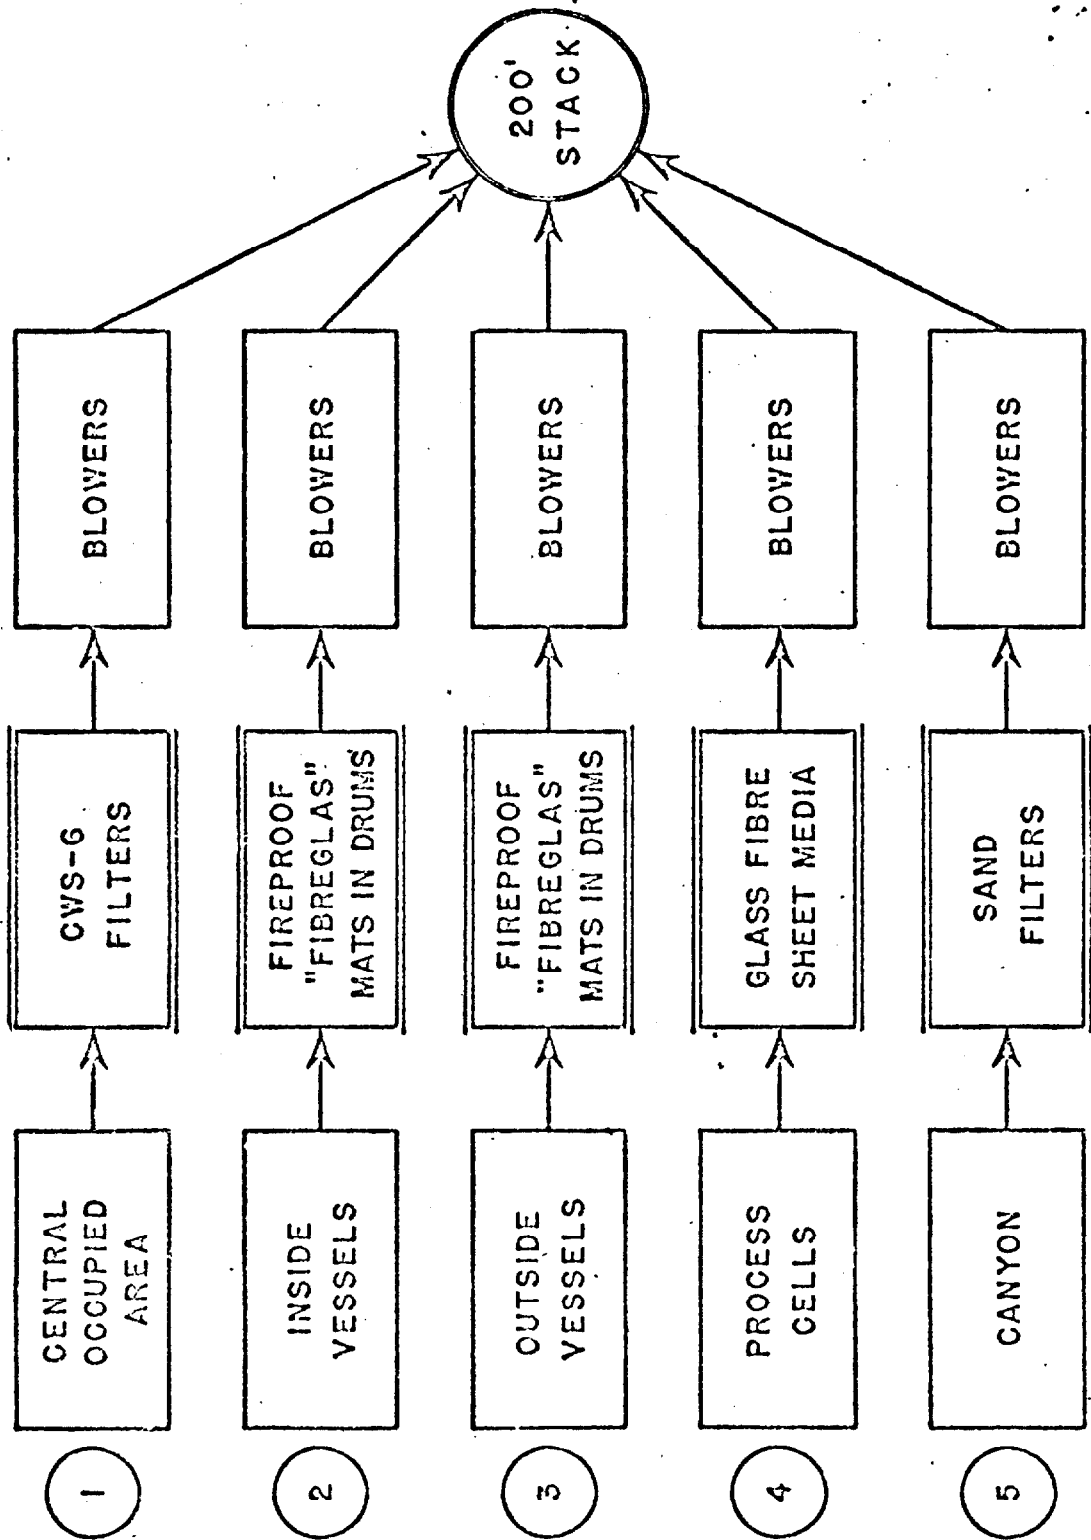 1
CENTRAL
OCCUPIED
AREA
CWS-6
FILTERS
BLOWERS
2
INSIDE
VESSELS
FIREPROOF
"FIBREGLAS"
MATS IN DRUMS
BLOWERS
3
OUTSIDE
VESSELS
FIREPROOF
"FIBREGLAS"
MATS IN DRUMS
BLOWERS
200'
STACK
4
PROCESS
CELLS
GLASS FIBRE
SHEET MEDIA
BLOWERS
5
CANYON
SAND
FILTERS
BLOWERS